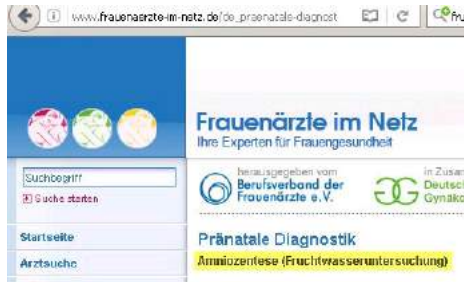 www.frauenaerzte-im-netz.de/de_praenatale-diagnost
Frauenärzte im Netz
Ihre Experten für Frauengesundheit
Suchbegriff
Suche starten
herausgegeben vom
Berufsverband der
Frauenärzte e.V.
in Zusam
Deutsch
Gynäko
Startseite
Arztsuche
Pränatale Diagnostik
Amniozentese (Fruchtwasseruntersuchung)